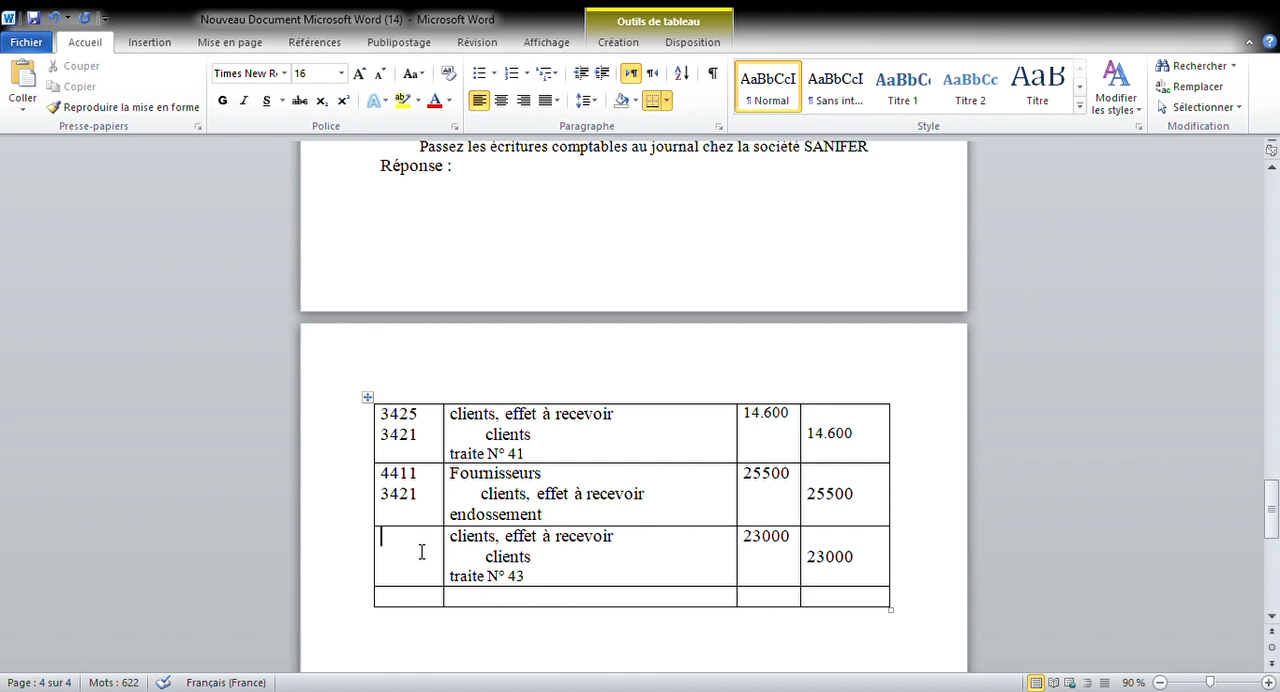 Nouveau Document Microsoft Word (14) - Microsoft Word
Outils de tableau
Fichier Accueil Insertion Mise en page Références Publipostage Révision Affichage Création Disposition
Coller
Couper
Copier
Reproduire la mise en forme
Presse-papiers
Times New R 16
Police
Paragraphe
AaBbCcI AaBbCcI AaBbC AaBbCc AaB
¶ Normal ¶ Sans int... Titre 1 Titre 2 Titre
Modifier les styles
Style
Rechercher
Remplacer
Sélectionner
Modification
Passez les écritures comptables au journal chez la société SANIFER
Réponse :
3425 clients, effet à recevoir 14.600
3421 clients 14.600
traite N° 41
4411 Fournisseurs 25500
3421 clients, effet à recevoir 25500
endossement
clients, effet à recevoir 23000
clients 23000
traite N° 43
Page : 4 sur 4 Mots : 622 Français (France) 90 %